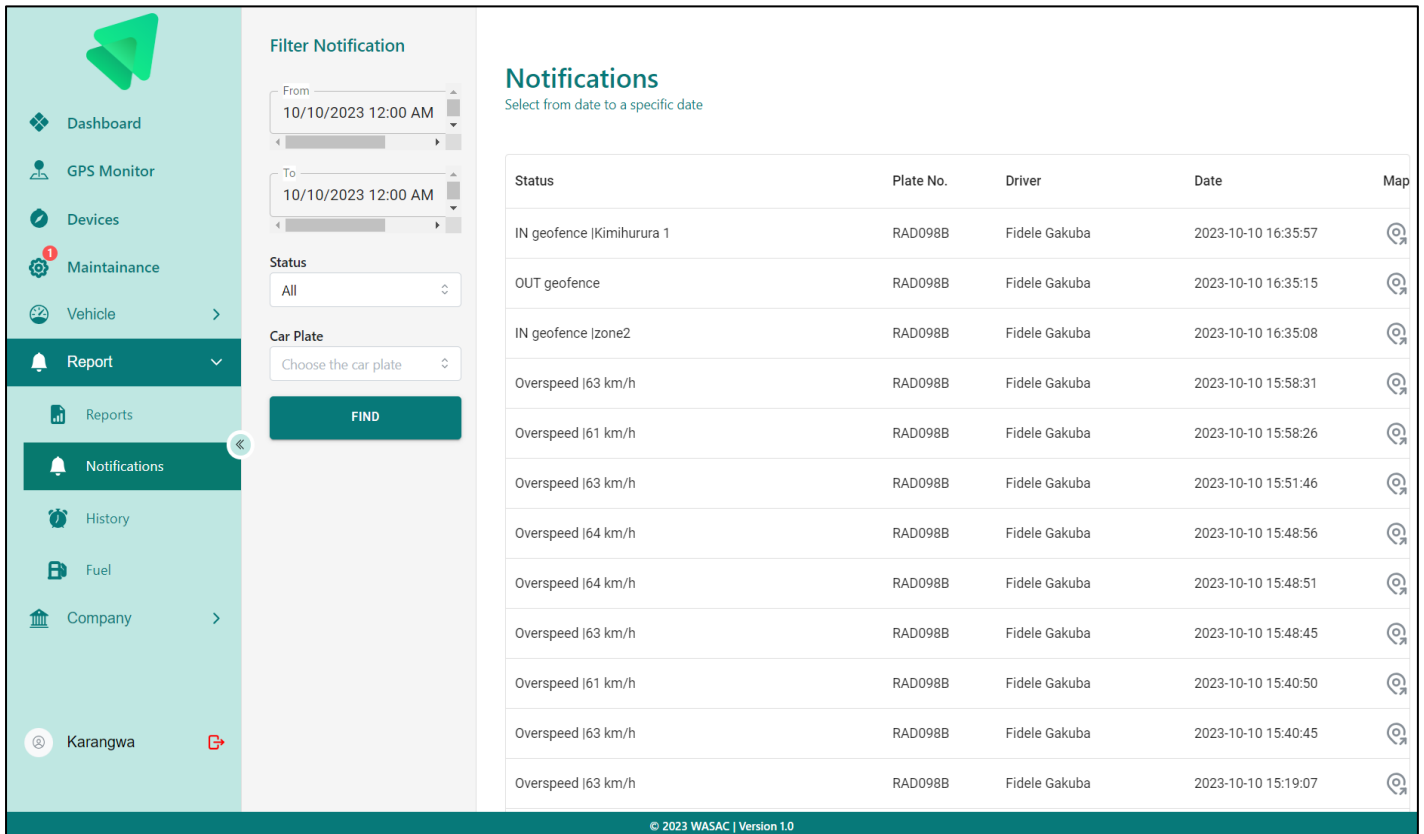 Dashboard
GPS Monitor
Devices
1
Maintainance
Vehicle
Report
Reports
Notifications
History
Fuel
Company
Karangwa
Filter Notification
From
10/10/2023 12:00 AM
To
10/10/2023 12:00 AM
Status
All
Car Plate
Choose the car plate
FIND
Notifications
Select from date to a specific date
Status Plate No. Driver Date Map
IN geofence |Kimihurura 1 RAD098B Fidele Gakuba 2023-10-10 16:35:57
OUT geofence RAD098B Fidele Gakuba 2023-10-10 16:35:15
IN geofence |zone2 RAD098B Fidele Gakuba 2023-10-10 16:35:08
Overspeed |63 km/h RAD098B Fidele Gakuba 2023-10-10 15:58:31
Overspeed |61 km/h RAD098B Fidele Gakuba 2023-10-10 15:58:26
Overspeed |63 km/h RAD098B Fidele Gakuba 2023-10-10 15:51:46
Overspeed |64 km/h RAD098B Fidele Gakuba 2023-10-10 15:48:56
Overspeed |64 km/h RAD098B Fidele Gakuba 2023-10-10 15:48:51
Overspeed |63 km/h RAD098B Fidele Gakuba 2023-10-10 15:48:45
Overspeed |61 km/h RAD098B Fidele Gakuba 2023-10-10 15:40:50
Overspeed |63 km/h RAD098B Fidele Gakuba 2023-10-10 15:40:45
Overspeed |63 km/h RAD098B Fidele Gakuba 2023-10-10 15:19:07
© 2023 WASAC | Version 1.0